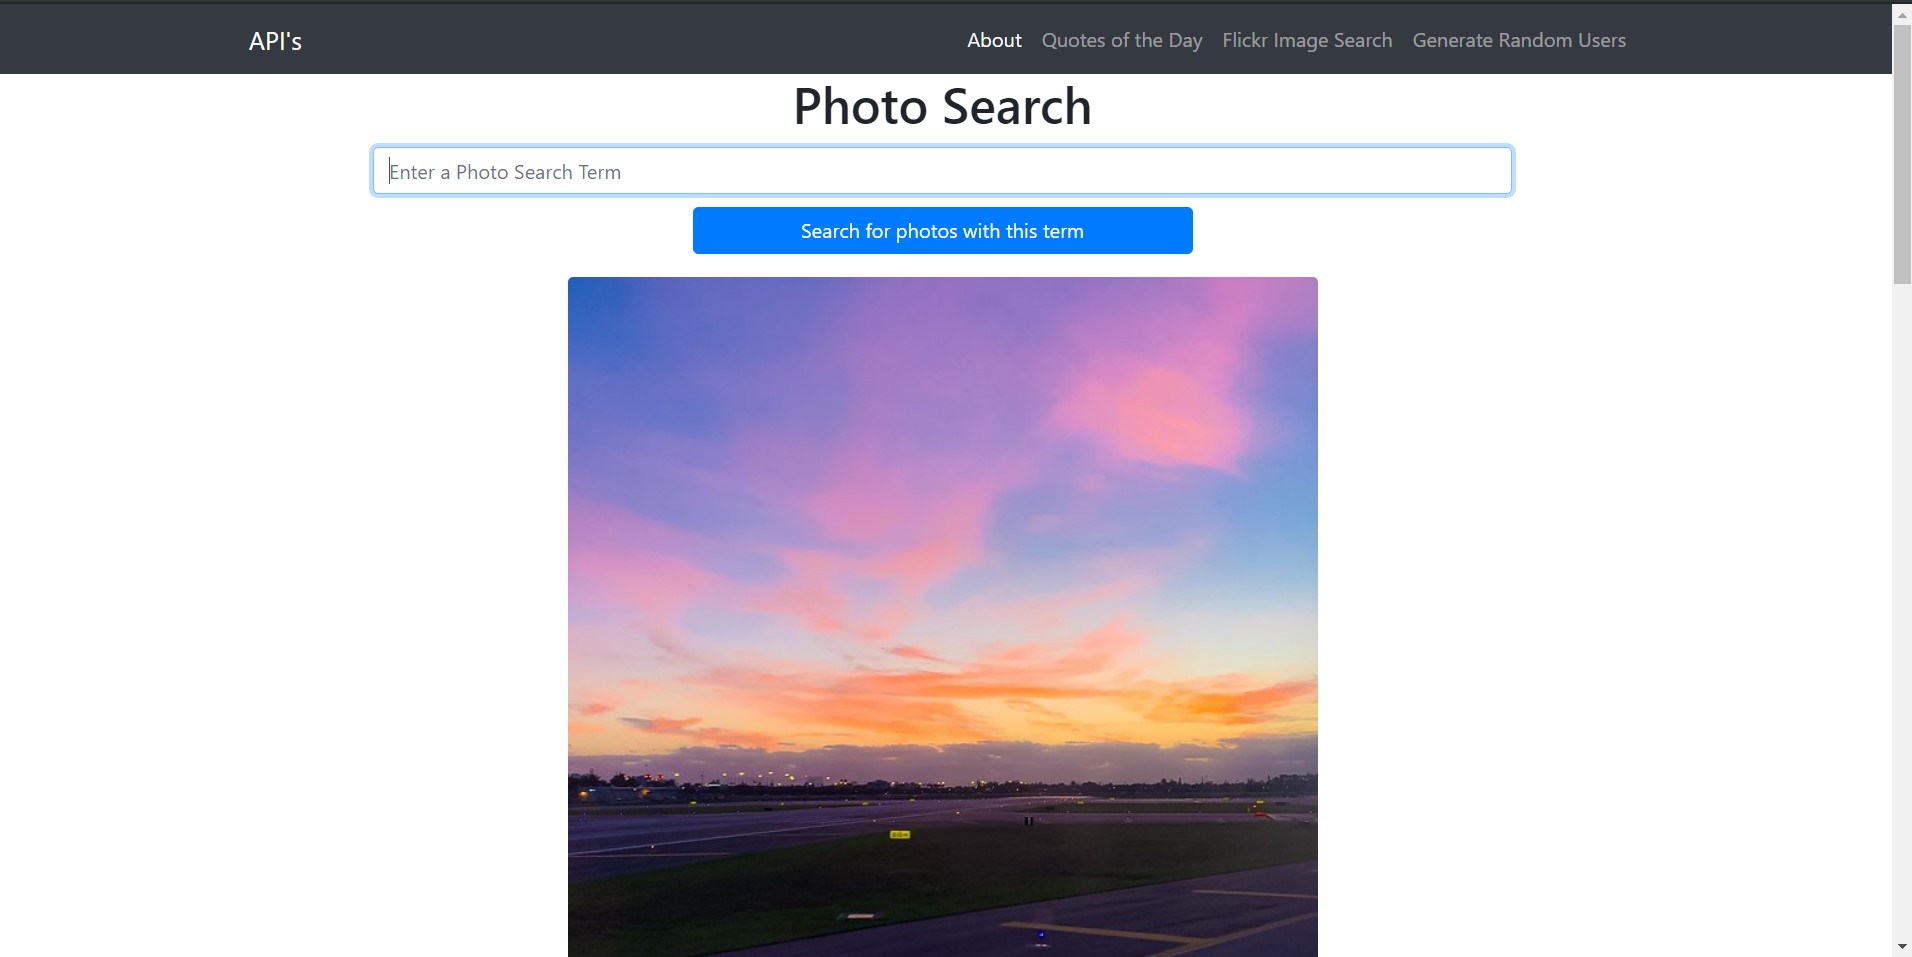 API's
About Quotes of the Day Flickr Image Search Generate Random Users
Photo Search
Enter a Photo Search Term
Search for photos with this term